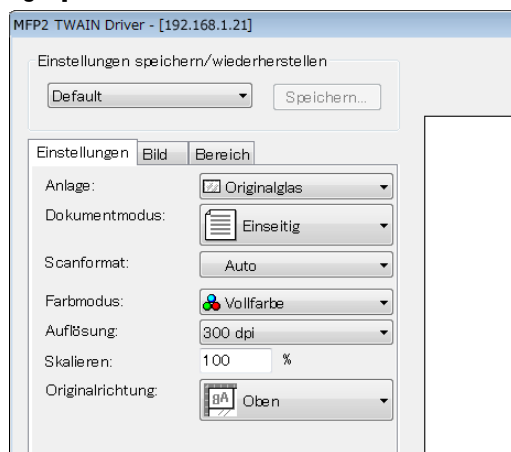 MFP2 TWAIN Driver - [192.168.1.21]
Einstellungen speichern/wiederherstellen
Default Speichern...
Einstellungen Bild Bereich
Anlage: Originalglas
Dokumentmodus: Einseitig
Scanformat: Auto
Farbmodus: Vollfarbe
Auflösung: 300 dpi
Skalieren: 100 %
Originalrichtung: Oben